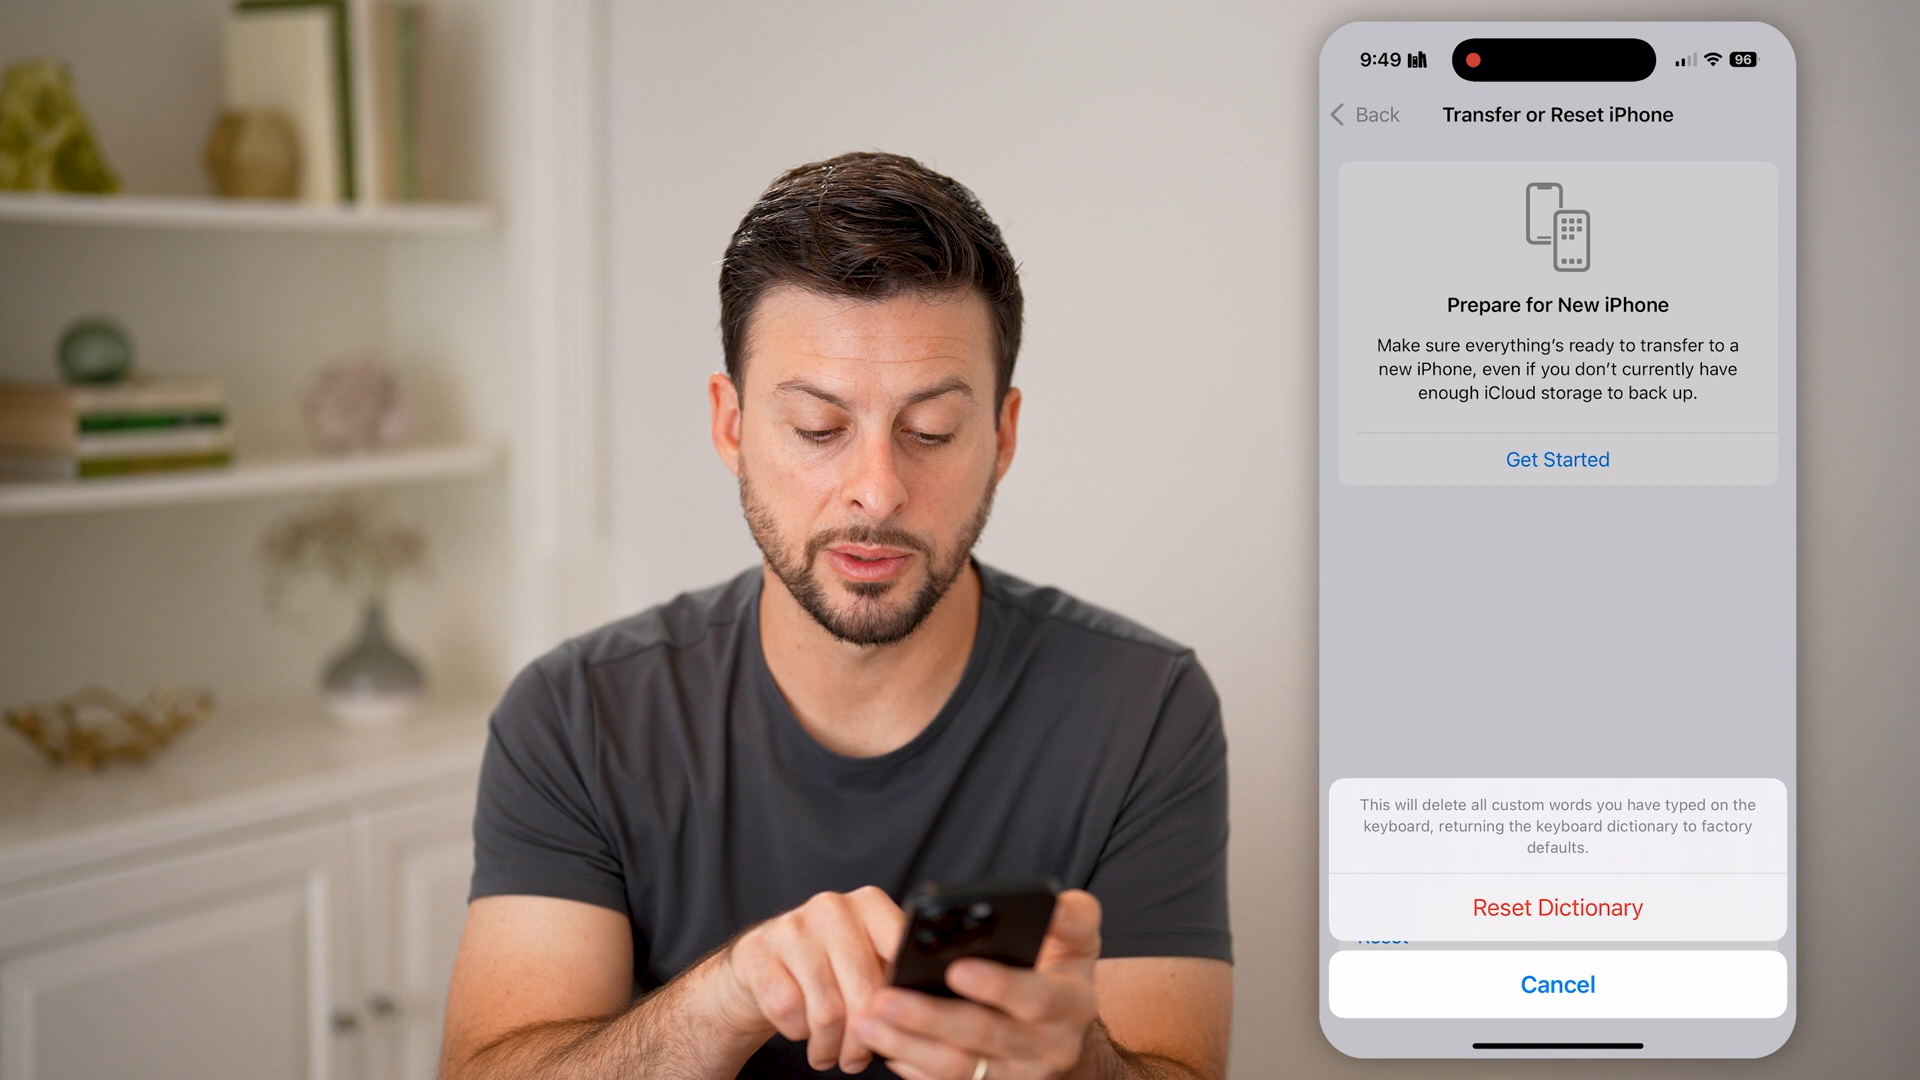 9:49
96
Back
Transfer or Reset iPhone
Prepare for New iPhone
Make sure everything's ready to transfer to a
new iPhone, even if you don't currently have
enough iCloud storage to back up.
Get Started
This will delete all custom words you have typed on the
keyboard, returning the keyboard dictionary to factory
defaults.
Reset Dictionary
Reset
Cancel